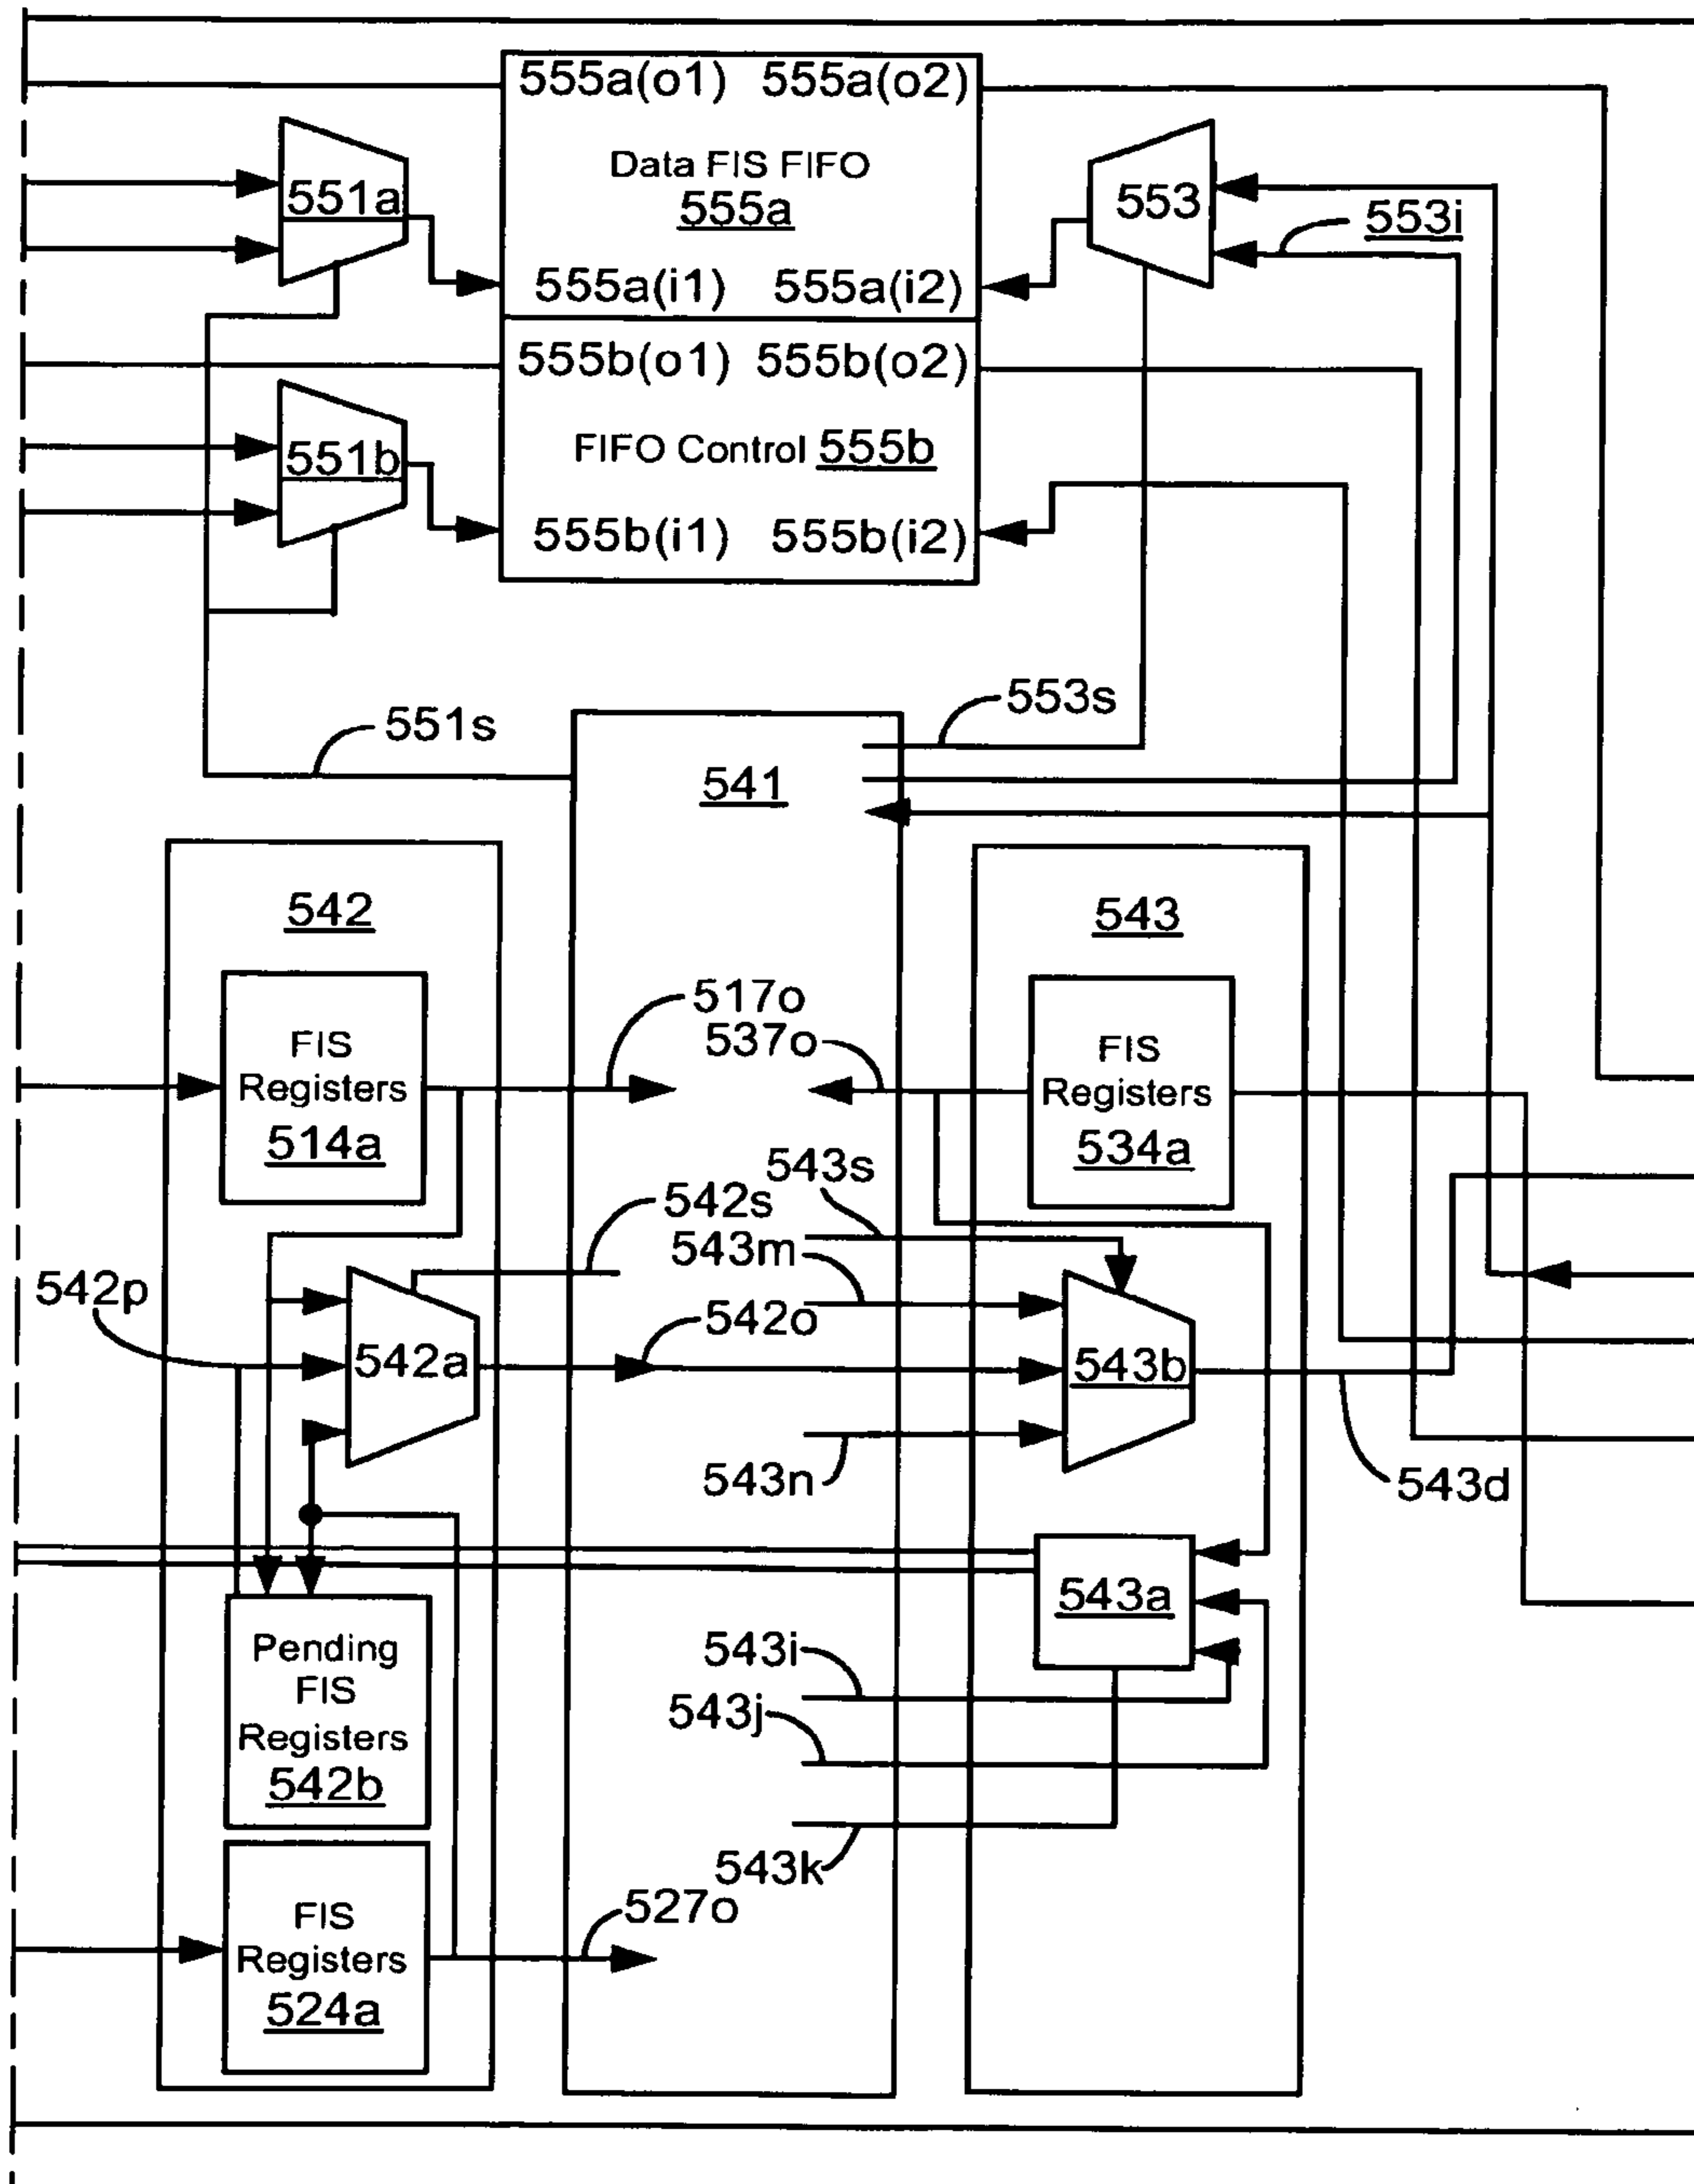 555a(o1) 555a(o2)
Data FIS FIFO
555a
555a(i1) 555a(i2)
551a
553
553i
555b(o1) 555b(o2)
FIFO Control 555b
555b(i1) 555b(i2)
551b
553s
551s
541
542
543
517o
537o
FIS
Registers
514a
FIS
Registers
534a
543s
542s
543m
542p
542o
542a
543b
543n
543d
543a
Pending
FIS
Registers
542b
543i
543j
543k
527o
FIS
Registers
524a